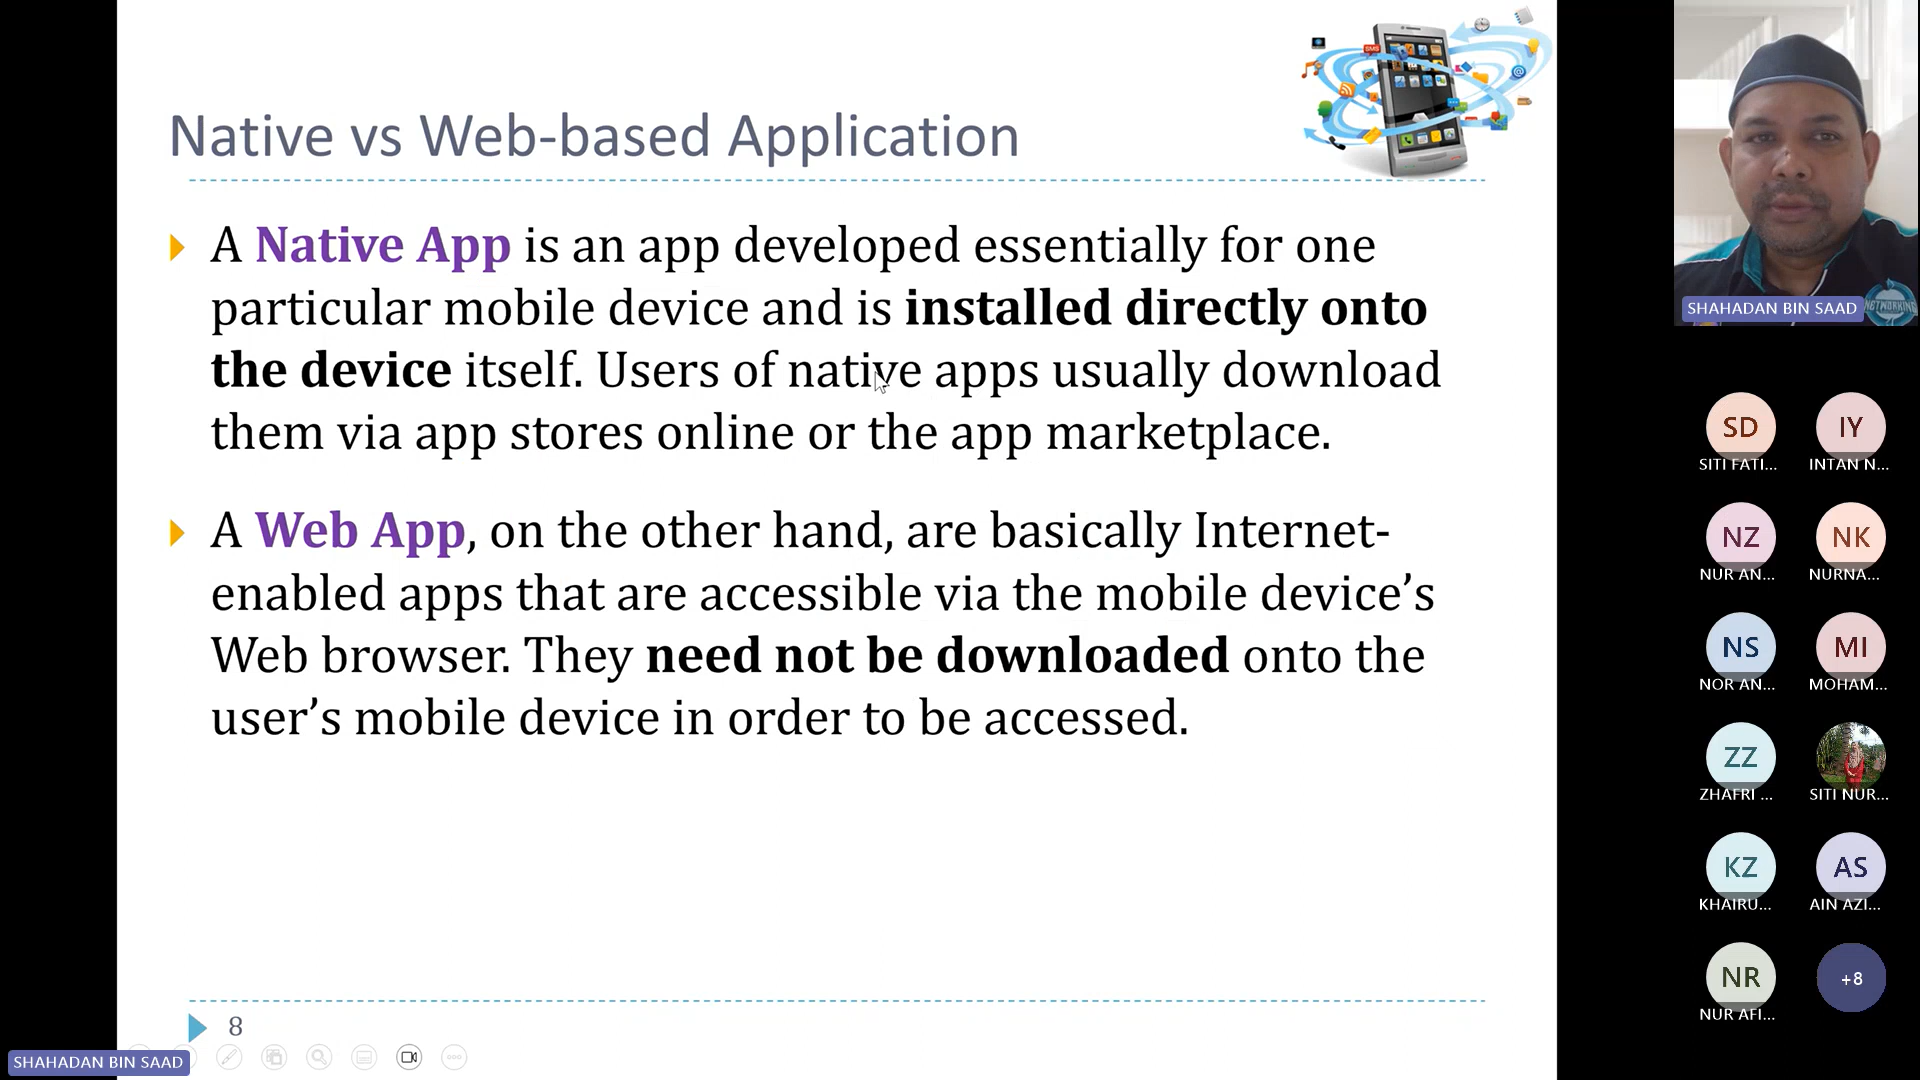 Native vs Web-based Application
A Native App is an app developed essentially for one
particular mobile device and is installed directly onto
the device itself. Users of native apps usually download
them via app stores online or the app marketplace.
A Web App, on the other hand, are basically Internet-
enabled apps that are accessible via the mobile device’s
Web browser. They need not be downloaded onto the
user’s mobile device in order to be accessed.
8
SHAHADAN BIN SAAD
SMS
SHAHADAN BIN SAAD
NETWORKING
SD
SITI FATI...
IY
INTAN N...
NZ
NUR AN...
NK
NURNA...
NS
NOR AN...
MI
MOHAM...
ZZ
ZHAFRI ...
SITI NUR...
KZ
KHAIRU...
AS
AIN AZI...
NR
NUR AFI...
+8